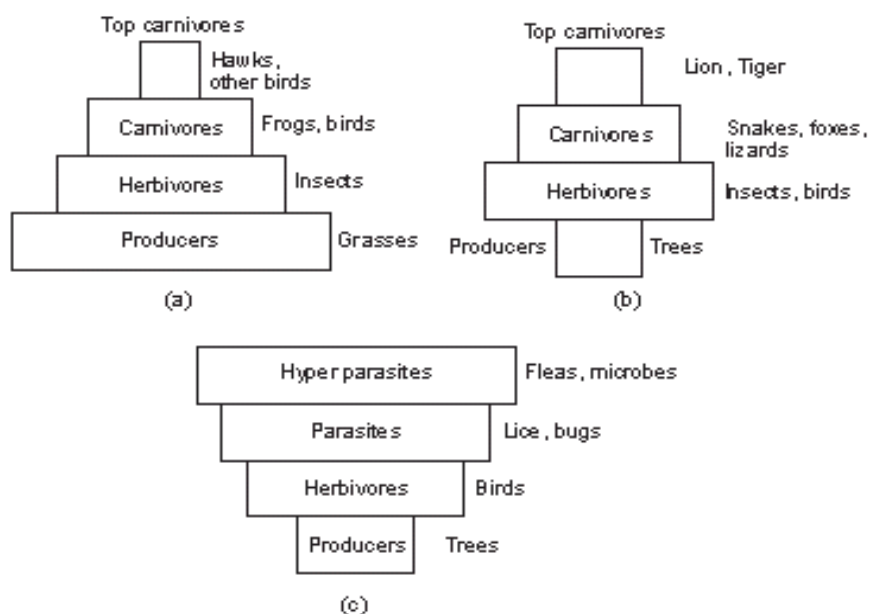 Top carnivores
Hawks,
other birds
Carnivores
Frogs, birds
Herbivores
Insects
Producers
Grasses
(a)
Top carnivores
Lion, Tiger
Carnivores
Snakes, foxes,
lizards
Herbivores
Insects, birds
Producers
Trees
(b)
Hyper parasites
Fleas, microbes
Parasites
Lice, bugs
Herbivores
Birds
Producers
Trees
(c)